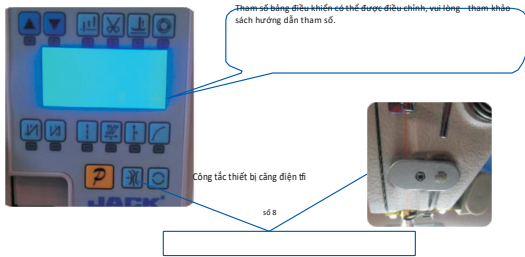 Tham số bảng điều khiển có thể được điều chỉnh, vui lòng tham khảo
sách hướng dẫn tham số.
P
Công tắc thiết bị căng điện tỉ
JACK
số 8